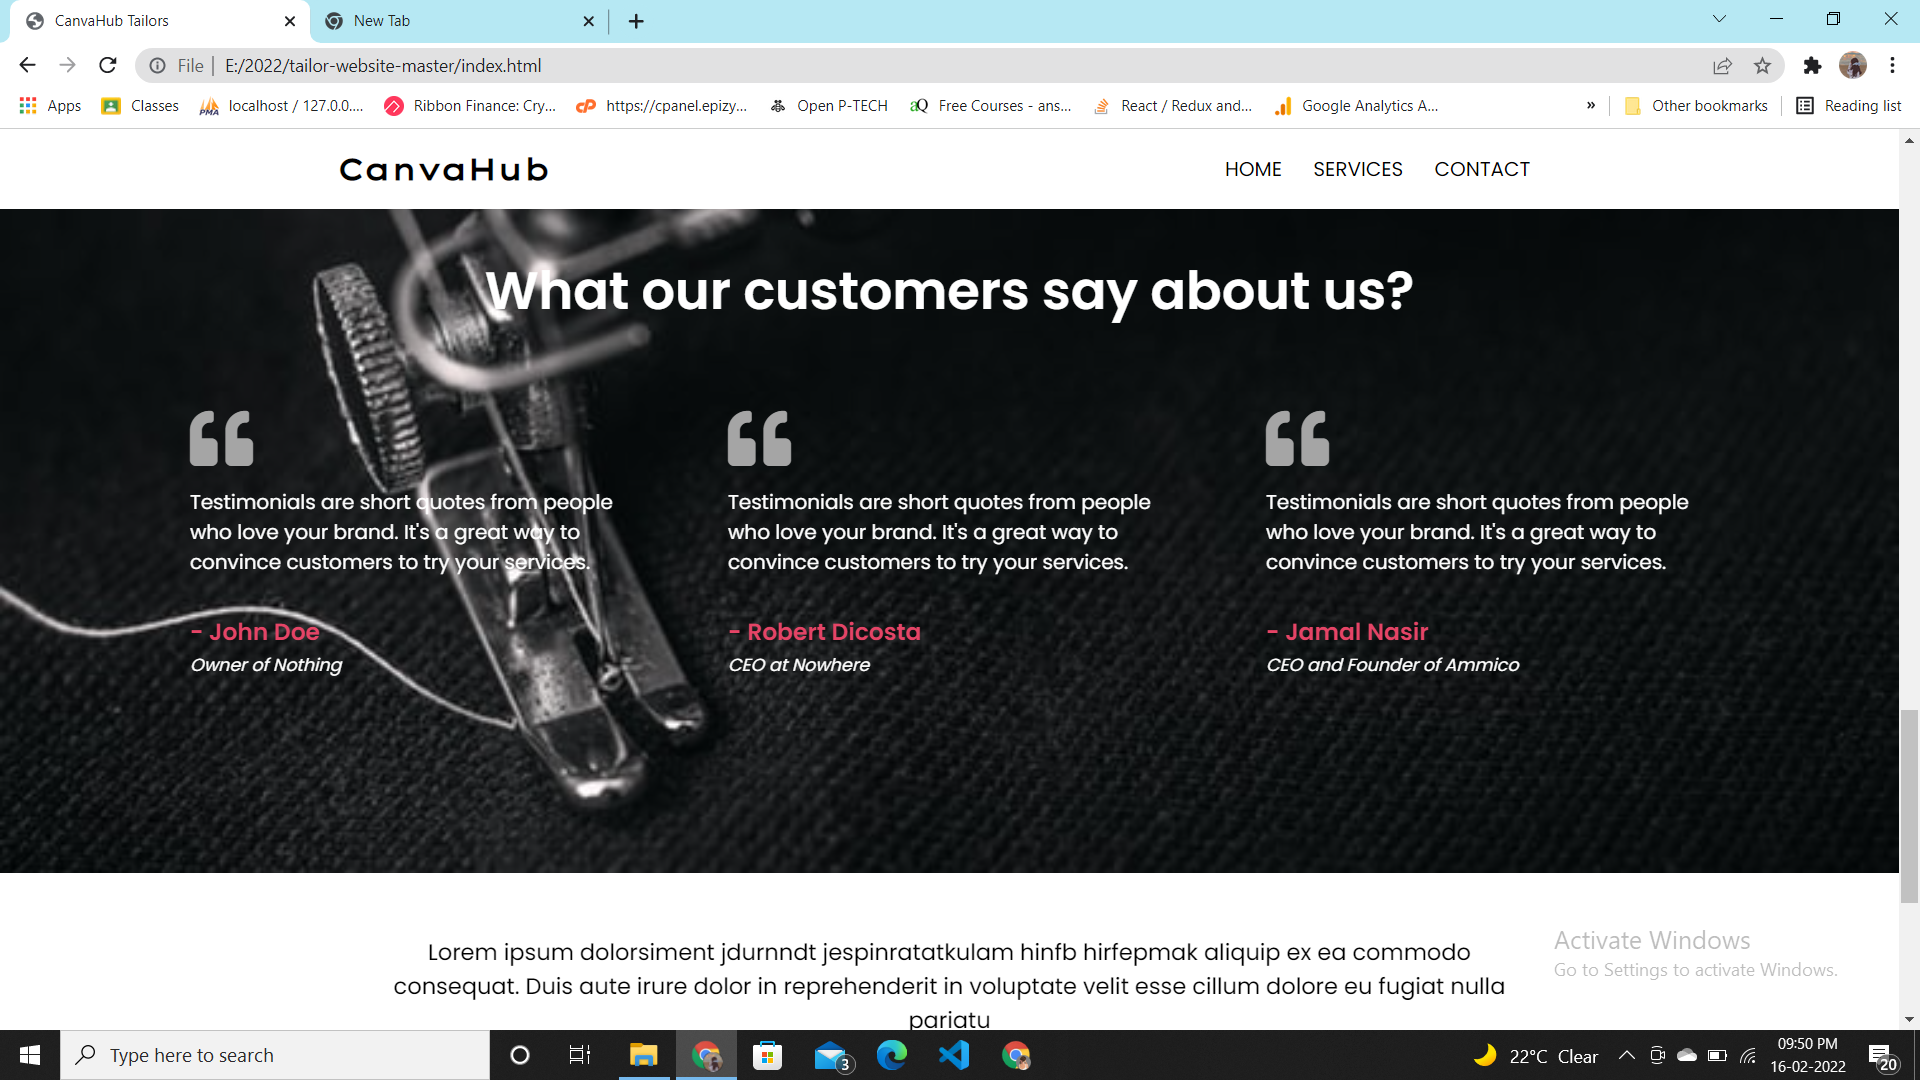 CanvaHub Tailors
New Tab
File
E:/2022/tailor-website-master/index.html
Apps
Classes
localhost / 127.0.0....
Ribbon Finance: Cry...
https://cpanel.epizy...
Open P-TECH
Free Courses - ans...
React / Redux and...
Google Analytics A...
»
Other bookmarks
Reading list
CanvaHub
HOME
SERVICES
CONTACT
What our customers say about us?
Testimonials are short quotes from people
who love your brand. It's a great way to
convince customers to try your services.
- John Doe
Owner of Nothing
Testimonials are short quotes from people
who love your brand. It's a great way to
convince customers to try your services.
- Robert Dicosta
CEO at Nowhere
Testimonials are short quotes from people
who love your brand. It's a great way to
convince customers to try your services.
- Jamal Nasir
CEO and Founder of Ammico
Lorem ipsum dolorsiment jdurnndt jespinratatkulam hinfb hirfepmak aliquip ex ea commodo
consequat. Duis aute irure dolor in reprehenderit in voluptate velit esse cillum dolore eu fugiat nulla
pariatu
Activate Windows
Go to Settings to activate Windows.
Type here to search
3
22°C Clear
09:50 PM
16-02-2022
20